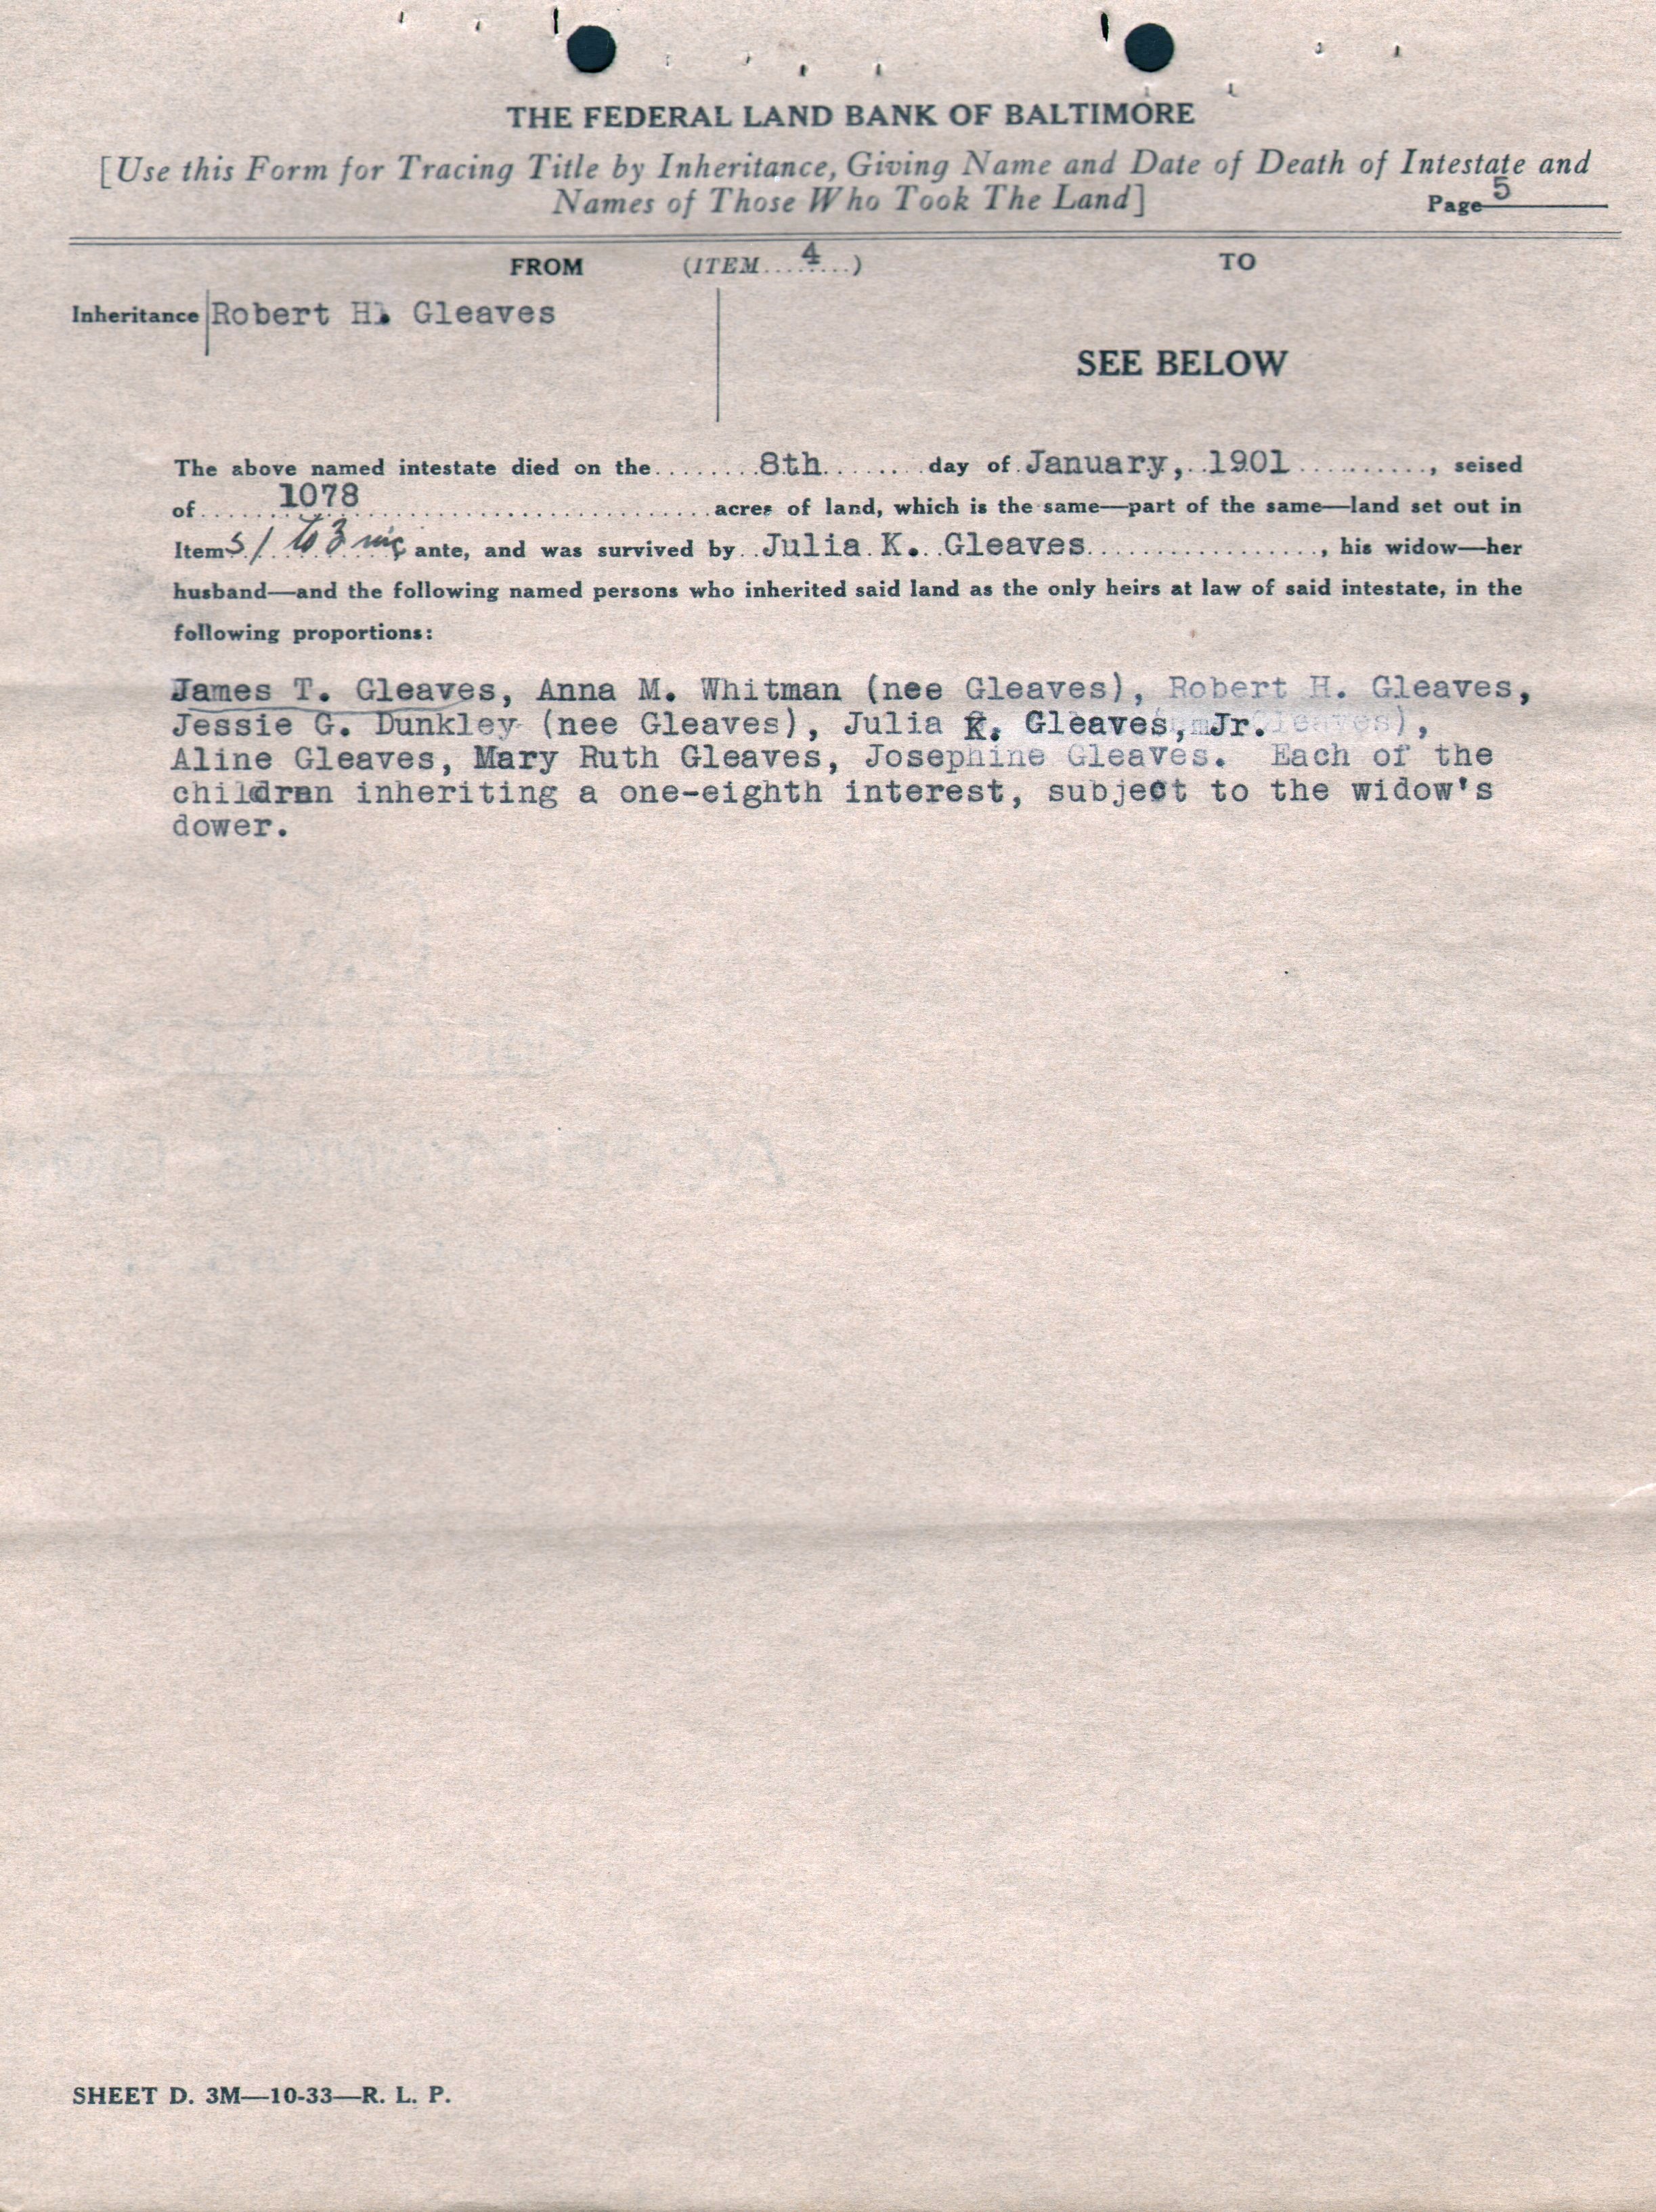 THE FEDERAL LAND BANK OF BALTIMORE
[Use this Form for Tracing Title by Inheritance, Giving Name and Date of Death of Intestate and
Names of Those Who Took The Land]
Page 5
FROM (ITEM....4....) TO
Inheritance Robert H. Gleaves
SEE BELOW
The above named intestate died on the 8th day of January, 1901, seised
of 1078 acres of land, which is the same—part of the same—land set out in
Items 1 to 3 inc ante, and was survived by Julia K. Gleaves, his widow—her
husband—and the following named persons who inherited said land as the only heirs at law of said intestate, in the
following proportions:
James T. Gleaves, Anna M. Whitman (nee Gleaves), Robert H. Gleaves,
Jessie G. Dunkley (nee Gleaves), Julia K. Gleaves, Jr.
Aline Gleaves, Mary Ruth Gleaves, Josephine Gleaves. Each of the
children inheriting a one-eighth interest, subject to the widow's
dower.
SHEET D. 3M—10-33—R. L. P.